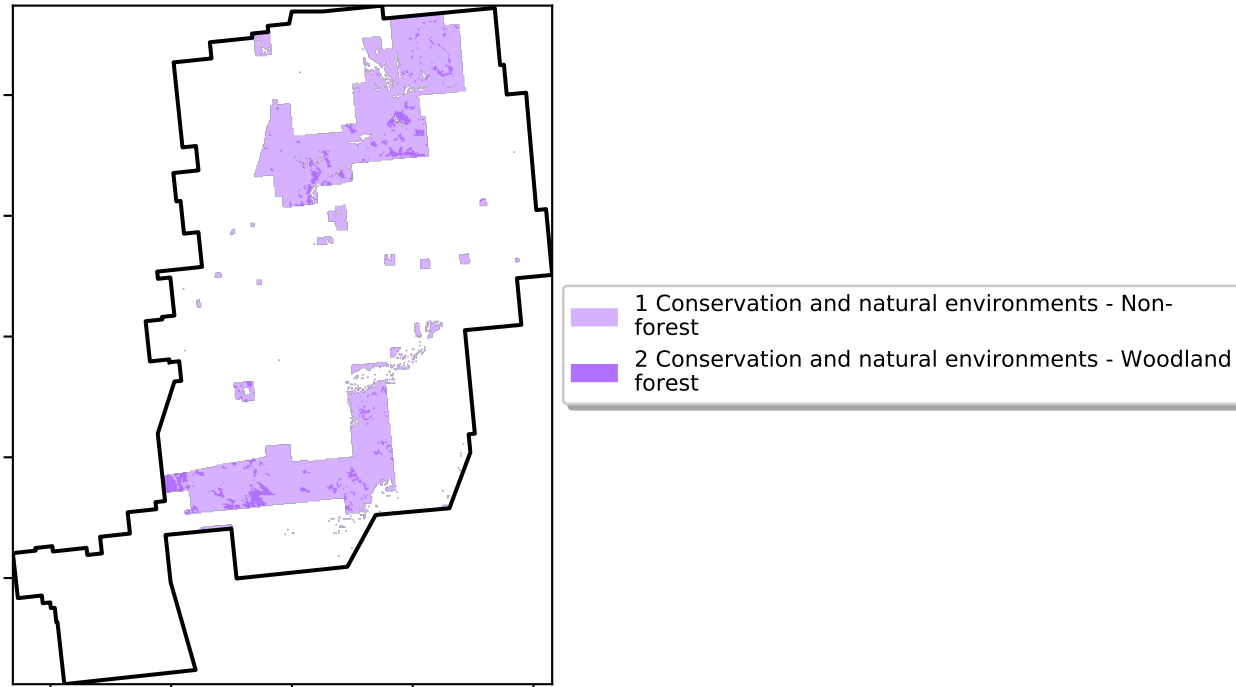 1 Conservation and natural environments - Non-
forest
2 Conservation and natural environments - Woodland
forest